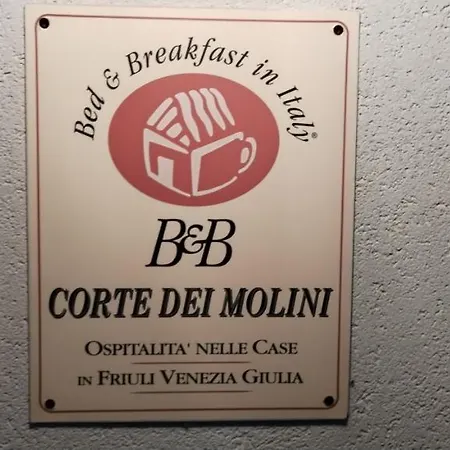 Bed & Breakfast in Italy®
B&B
CORTE DEI MOLINI
OSPITALITA' NELLE CASE
IN FRIULI VENEZIA GIULIA